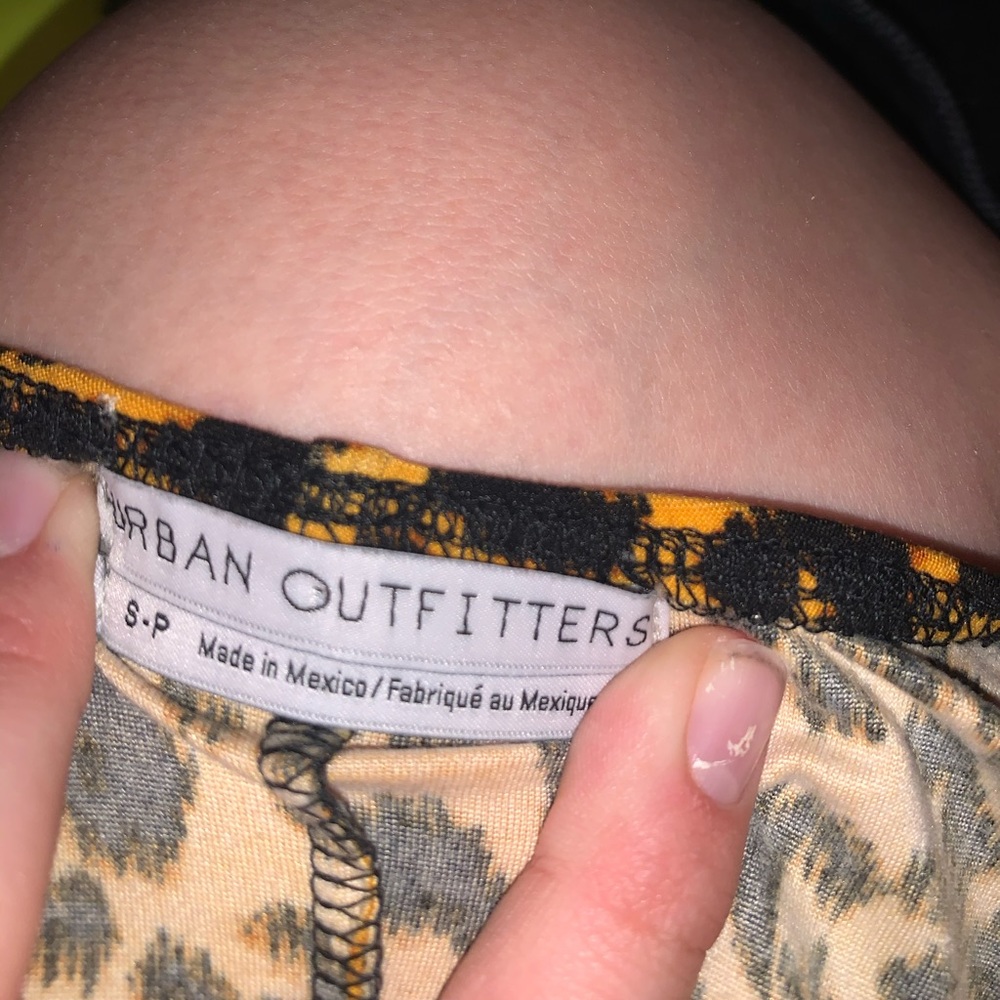 URBAN OUTFITTERS
S-P Made in Mexico / Fabriqué au Mexique